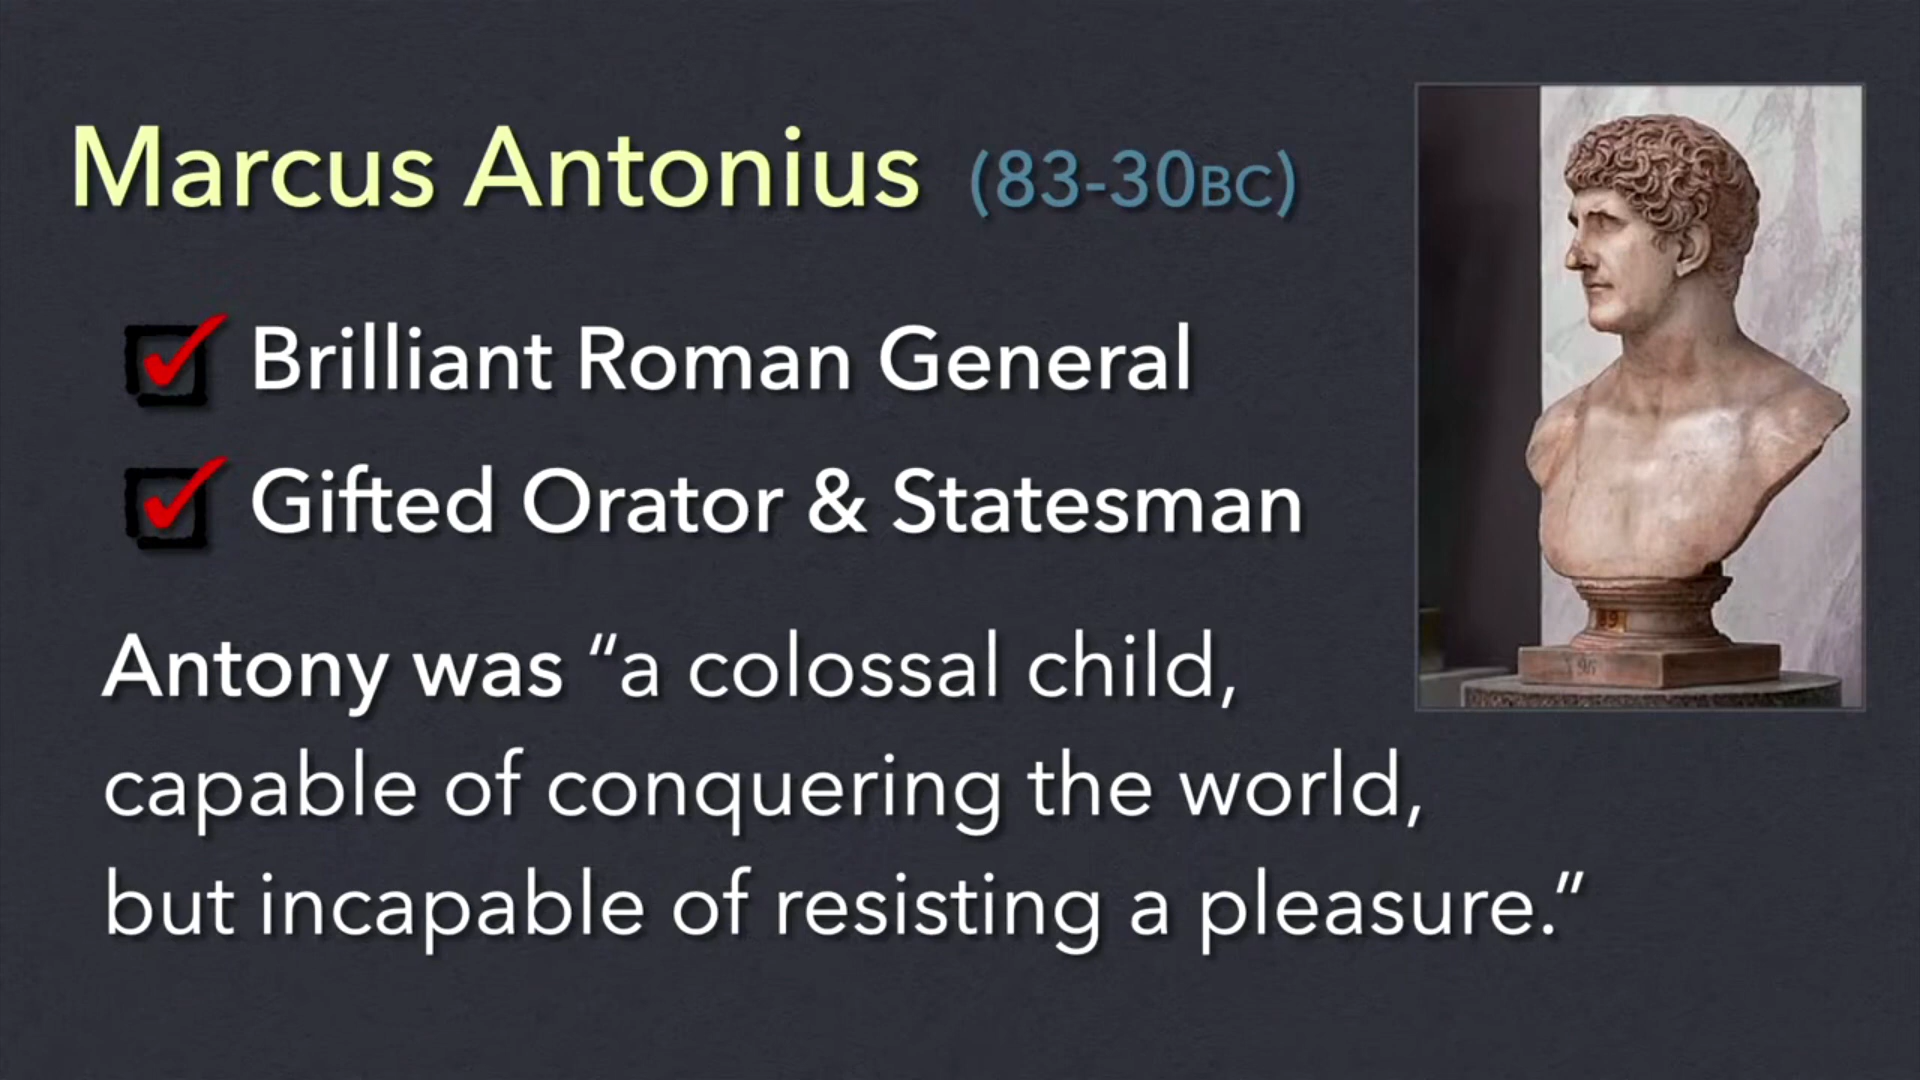 Marcus Antonius (83-30BC)
Brilliant Roman General
Gifted Orator & Statesman
Antony was “a colossal child,
capable of conquering the world,
but incapable of resisting a pleasure.”